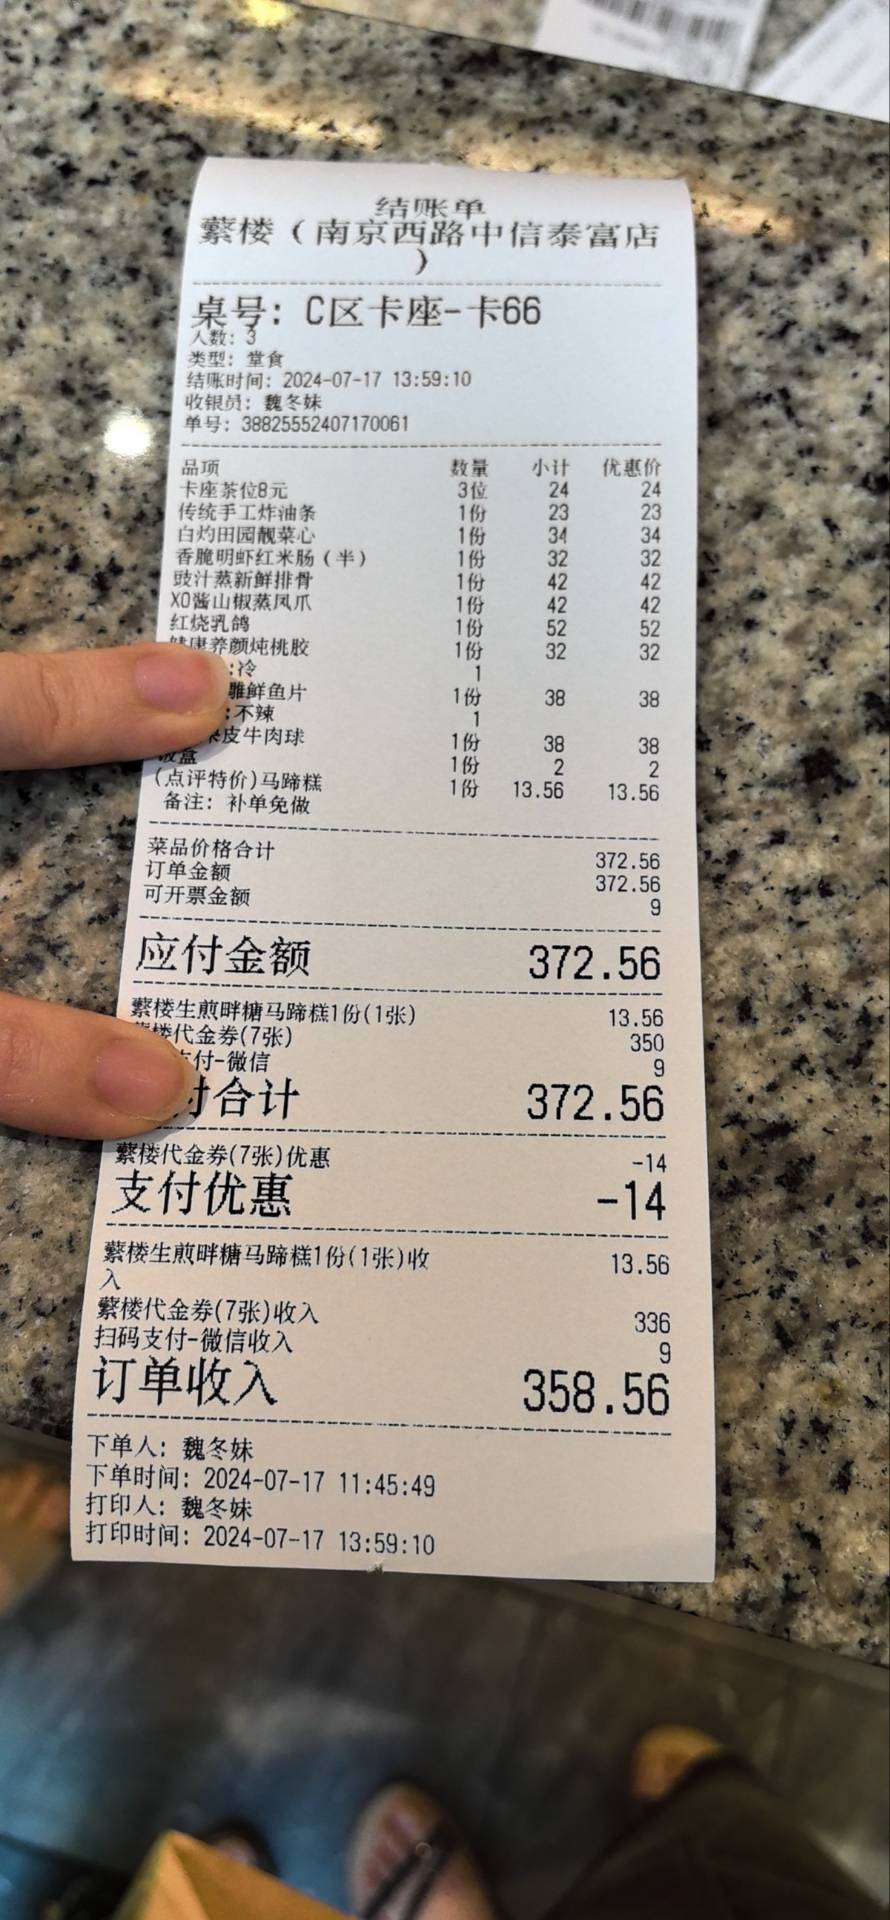 结账单
蘩楼（南京西路中信泰富店
）
桌号: C区卡座-卡66
人数: 3
类型: 堂食
结账时间: 2024-07-17 13:59:10
收银员: 魏冬妹
单号: 38825552407170061
品项 数量 小计 优惠价
卡座茶位8元 3位 24 24
传统手工炸油条 1份 23 23
白灼田园靓菜心 1份 34 34
香脆明虾红米肠（半） 1份 32 32
豉汁蒸新鲜排骨 1份 42 42
XO酱山椒蒸凤爪 1份 42 42
红烧乳鸽 1份 52 52
健康养颜炖桃胶 1份 32 32
:冷 1
雕鲜鱼片 1份 38 38
:不辣 1
皮牛肉球 1份 38 38
饭盒 1份 2 2
(点评特价)马蹄糕 1份 13.56 13.56
备注: 补单免做
菜品价格合计 372.56
订单金额 372.56
可开票金额 9
应付金额 372.56
蘩楼生煎畔糖马蹄糕1份(1张) 13.56
楼代金券(7张) 350
支付-微信 9
付合计 372.56
蘩楼代金券(7张)优惠 -14
支付优惠 -14
蘩楼生煎畔糖马蹄糕1份(1张)收
入 13.56
蘩楼代金券(7张)收入 336
扫码支付-微信收入 9
订单收入 358.56
下单人: 魏冬妹
下单时间: 2024-07-17 11:45:49
打印人: 魏冬妹
打印时间: 2024-07-17 13:59:10